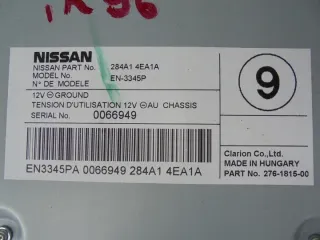 NISSAN
NISSAN PART No. 284A1 4EA1A
MODEL No. EN-3345P
N° DE MODELE
12V ⊖ GROUND
TENSION D'UTILISATION 12V ⊖ AU CHASSIS
SERIAL No. 0066949
9
EN3345PA 0066949 284A1 4EA1A
Clarion Co.,Ltd.
MADE IN HUNGARY
PART No. 276-1815-00